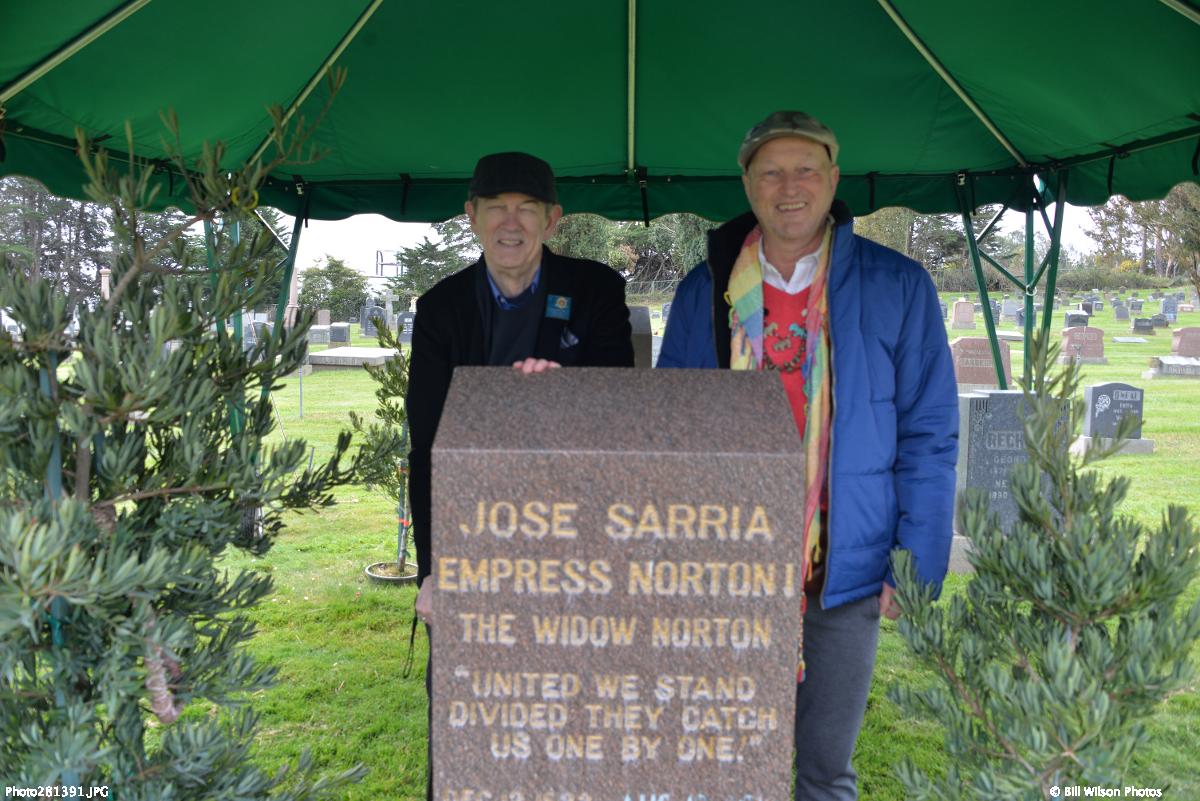 JOSE SARRIA
EMPRESS NORTON I
THE WIDOW NORTON
"UNITED WE STAND
DIVIDED THEY CATCH
US ONE BY ONE."
Photo281391.JPG
© Bill Wilson Photos